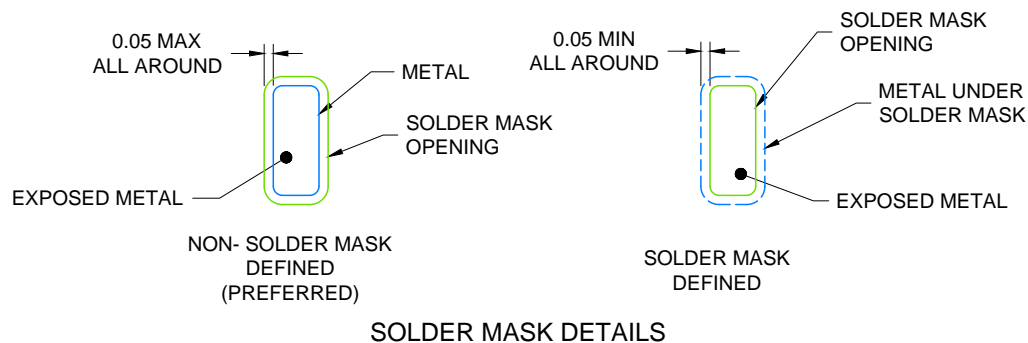 0.05 MAX
ALL AROUND
METAL
SOLDER MASK
OPENING
EXPOSED METAL
NON- SOLDER MASK
DEFINED
(PREFERRED)
0.05 MIN
ALL AROUND
SOLDER MASK
OPENING
METAL UNDER
SOLDER MASK
EXPOSED METAL
SOLDER MASK
DEFINED
SOLDER MASK DETAILS